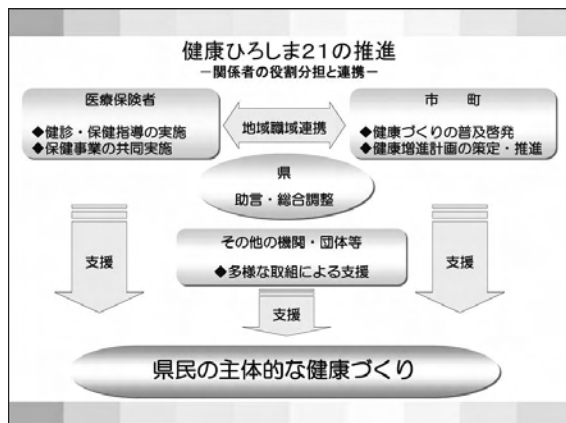 健康ひろしま21の推進
－関係者の役割分担と連携－
医療保険者
◆健診・保健指導の実施
◆保健事業の共同実施
地域職域連携
市　町
◆健康づくりの普及啓発
◆健康増進計画の策定・推進
県
助言・総合調整
その他の機関・団体等
◆多様な取組による支援
支援
支援
支援
県民の主体的な健康づくり